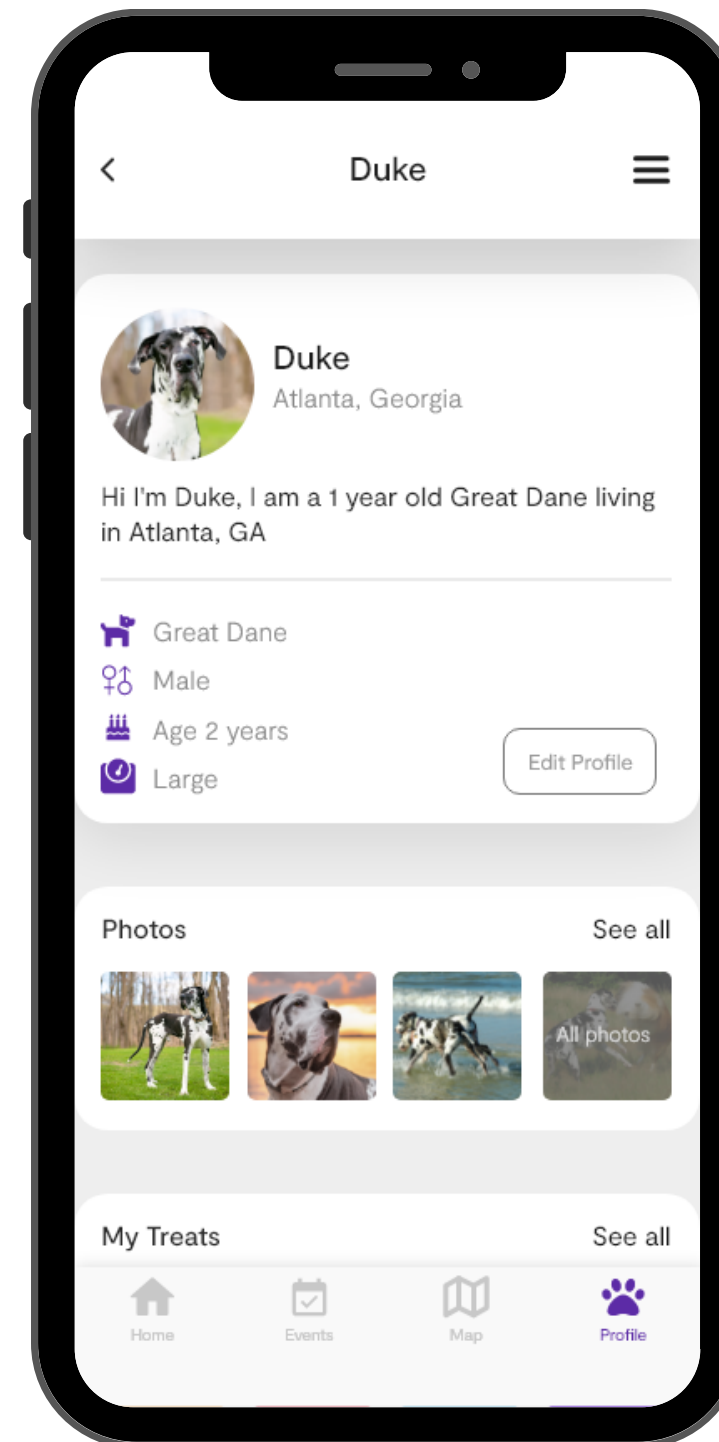 Duke
Duke
Atlanta, Georgia
Hi I'm Duke, I am a 1 year old Great Dane living
in Atlanta, GA
Great Dane
Male
Age 2 years
Large
Edit Profile
Photos
See all
All photos
My Treats
See all
Home
Events
Map
Profile